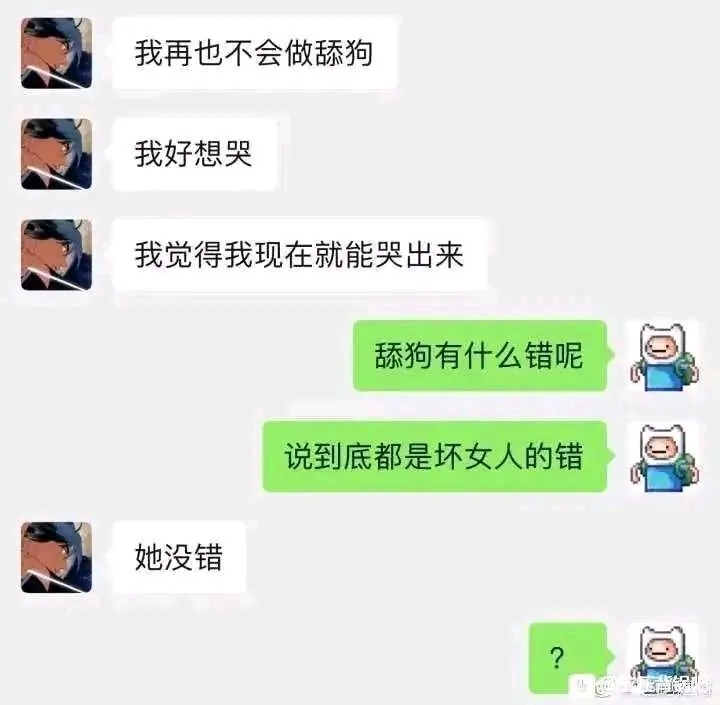 我再也不会做舔狗
我好想哭
我觉得我现在就能哭出来
舔狗有什么错呢
说到底都是坏女人的错
她没错
?